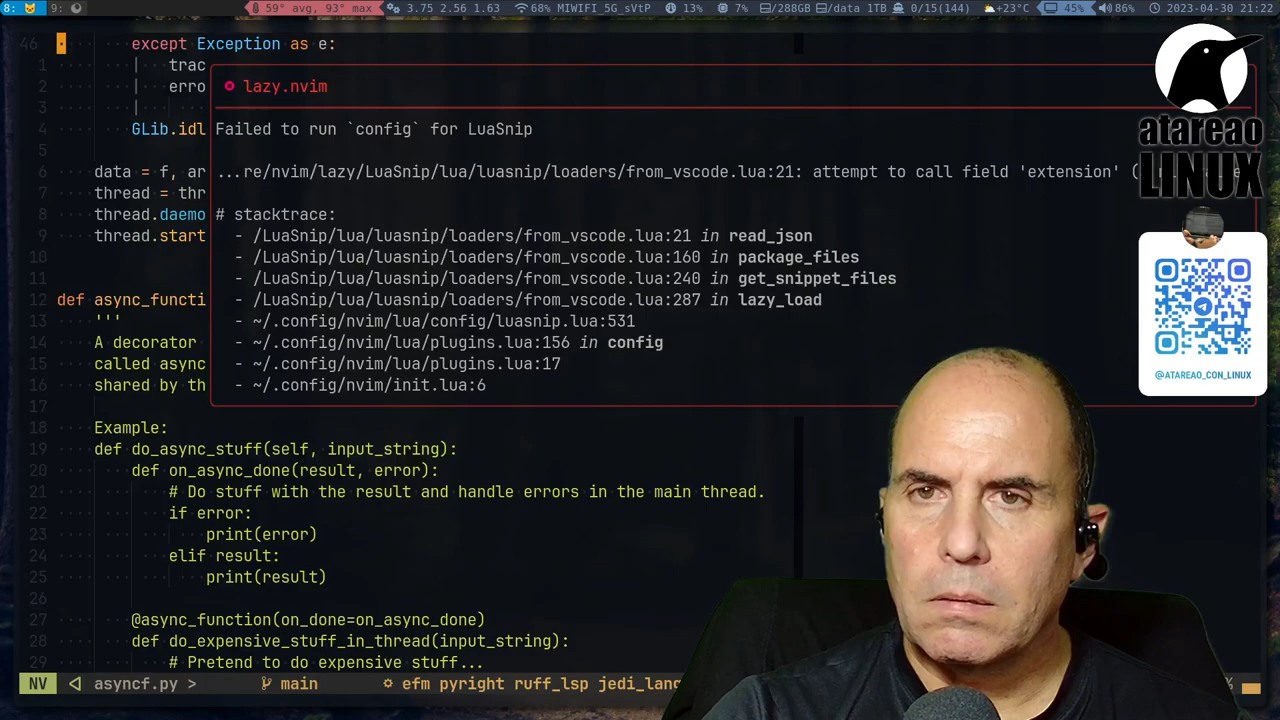 8: 9: 59° avg, 93° max 3.75 2.56 1.63 68% MIWIFI_5G_sVtP 13% 7% /288GB /data 1TB 0/15(144) +23°C 45% 86% 2023-04-30 21:22
46 except Exception as e:
1 trac
2 erro
lazy.nvim
3
4 GLib.idl
Failed to run `config` for LuaSnip
5
6 data = f, ar
...re/nvim/lazy/LuaSnip/lua/luasnip/loaders/from_vscode.lua:21: attempt to call field 'extension' (
7 thread = thr
8 thread.daemo
# stacktrace:
9 thread.start
- /LuaSnip/lua/luasnip/loaders/from_vscode.lua:21 in read_json
10
- /LuaSnip/lua/luasnip/loaders/from_vscode.lua:160 in package_files
11
- /LuaSnip/lua/luasnip/loaders/from_vscode.lua:240 in get_snippet_files
12 def async_functi
- /LuaSnip/lua/luasnip/loaders/from_vscode.lua:287 in lazy_load
13 '''
- ~/.config/nvim/lua/config/luasnip.lua:531
14 A decorator
- ~/.config/nvim/lua/plugins.lua:156 in config
15 called async
- ~/.config/nvim/lua/plugins.lua:17
16 shared by th
- ~/.config/nvim/init.lua:6
17
18 Example:
19 def do_async_stuff(self, input_string):
20 def on_async_done(result, error):
21 # Do stuff with the result and handle errors in the main thread.
22 if error:
23 print(error)
24 elif result:
25 print(result)
26
27 @async_function(on_done=on_async_done)
28 def do_expensive_stuff_in_thread(input_string):
29 # Pretend to do expensive stuff...
NV asyncf.py > main efm pyright ruff_lsp jedi_lang
atareao
LINUX
@ATAREAO_CON_LINUX